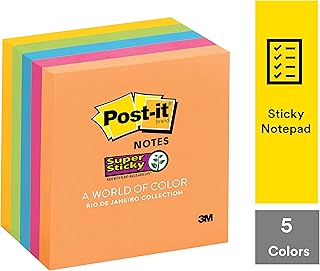 Post-it
Brand
NOTES
Super
Sticky
A WORLD OF COLOR
RIO DE JANEIRO COLLECTION
3M
Sticky
Notepad
5
Colors